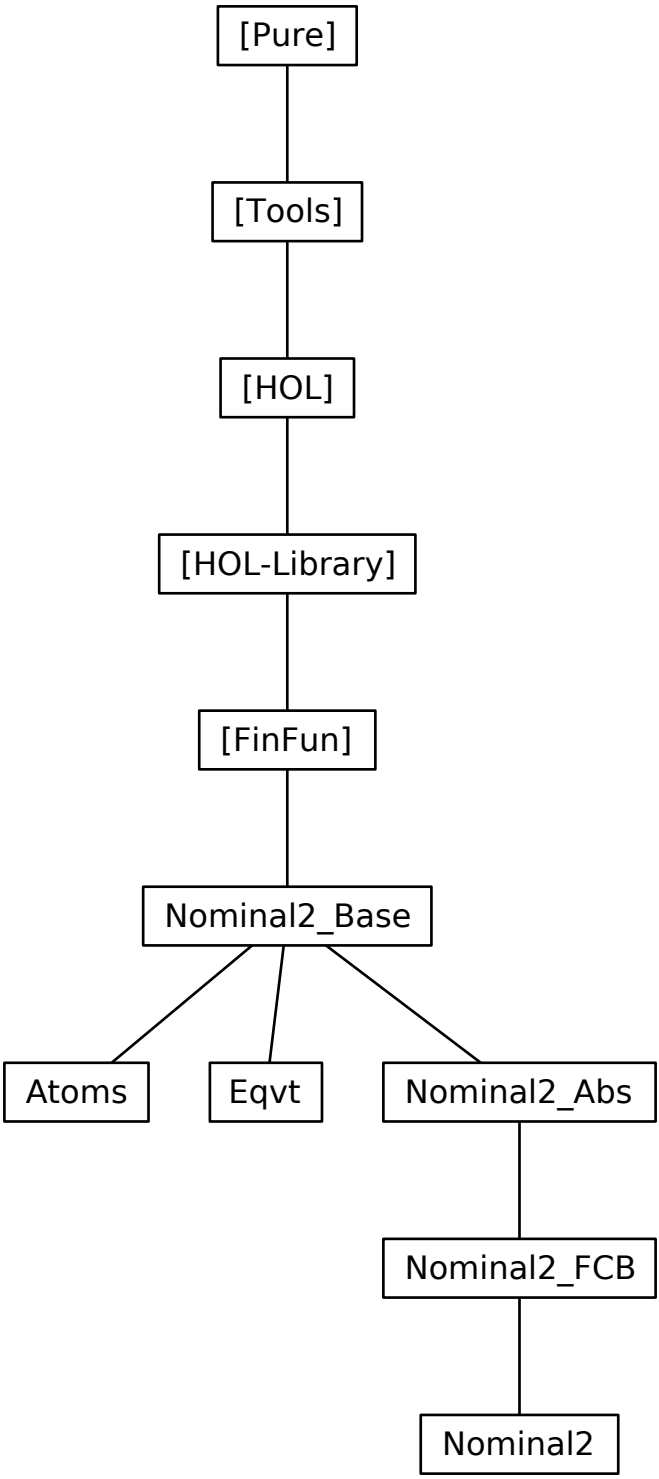 [Pure]
[Tools]
[HOL]
[HOL-Library]
[FinFun]
Nominal2_Base
Atoms
Eqvt
Nominal2_Abs
Nominal2_FCB
Nominal2